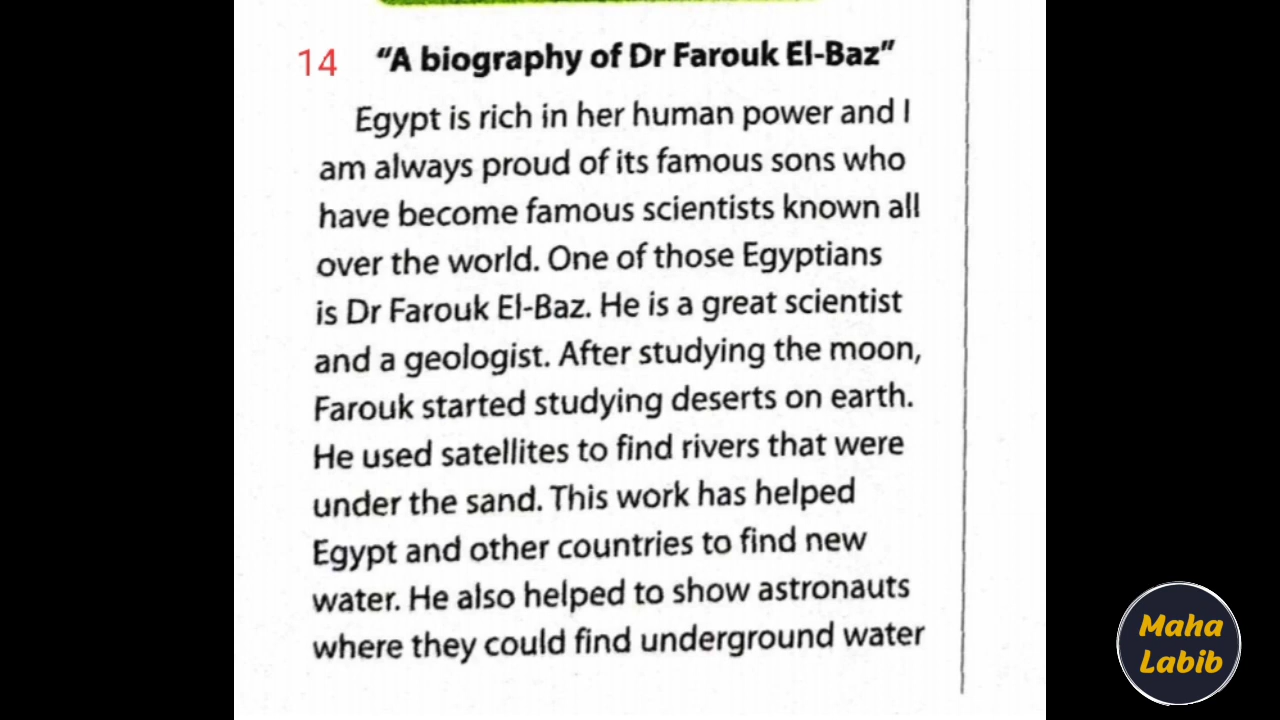 14 "A biography of Dr Farouk El-Baz"
Egypt is rich in her human power and I
am always proud of its famous sons who
have become famous scientists known all
over the world. One of those Egyptians
is Dr Farouk El-Baz. He is a great scientist
and a geologist. After studying the moon,
Farouk started studying deserts on earth.
He used satellites to find rivers that were
under the sand. This work has helped
Egypt and other countries to find new
water. He also helped to show astronauts
where they could find underground water
Maha
Labib